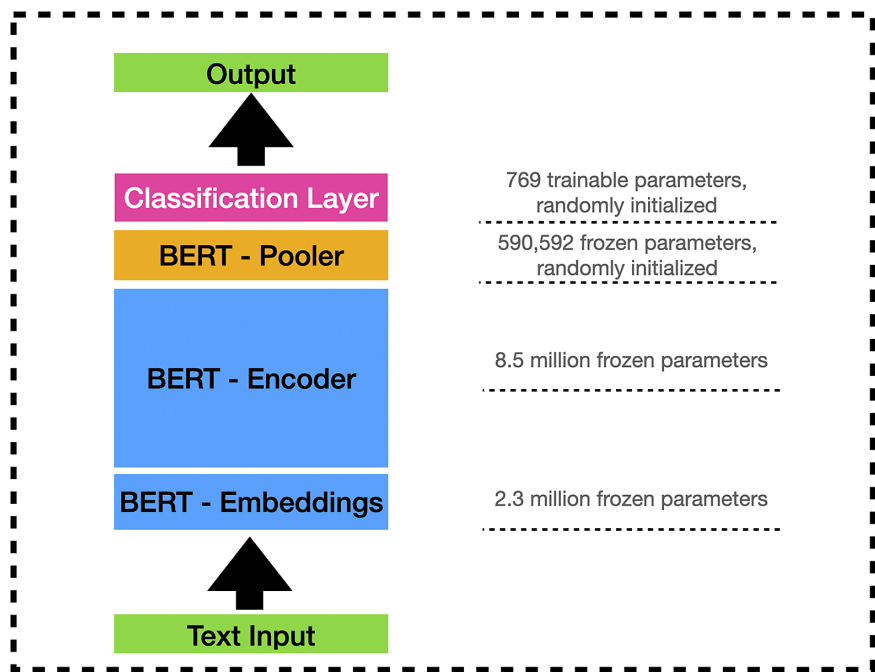 Output
Classification Layer
769 trainable parameters,
randomly initialized
BERT - Pooler
590,592 frozen parameters,
randomly initialized
BERT - Encoder
8.5 million frozen parameters
BERT - Embeddings
2.3 million frozen parameters
Text Input